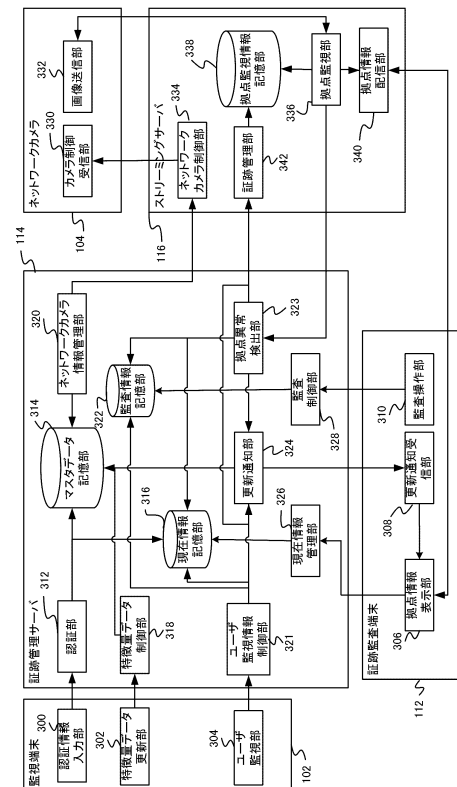 監視端末
102
300
認証情報
入力部
302
特徴量データ
更新部
304
ユーザ
監視部
証跡管理サーバ
114
312
認証部
314
マスタデータ
記憶部
320
ネットワークカメラ
情報管理部
318
特徴量データ
制御部
316
現在情報
記憶部
322
監査情報
記憶部
321
ユーザ
監視情報
制御部
324
更新通知部
323
拠点異常
検出部
326
現在情報
管理部
328
監査
制御部
ネットワークカメラ
104
330
カメラ制御
受信部
332
画像送信部
ストリーミングサーバ
116
334
ネットワーク
カメラ制御部
338
拠点監視情報
記憶部
342
証跡管理部
336
拠点監視部
340
拠点情報
配信部
証跡監査端末
112
306
拠点情報
表示部
308
更新通知受
信部
310
監査操作部